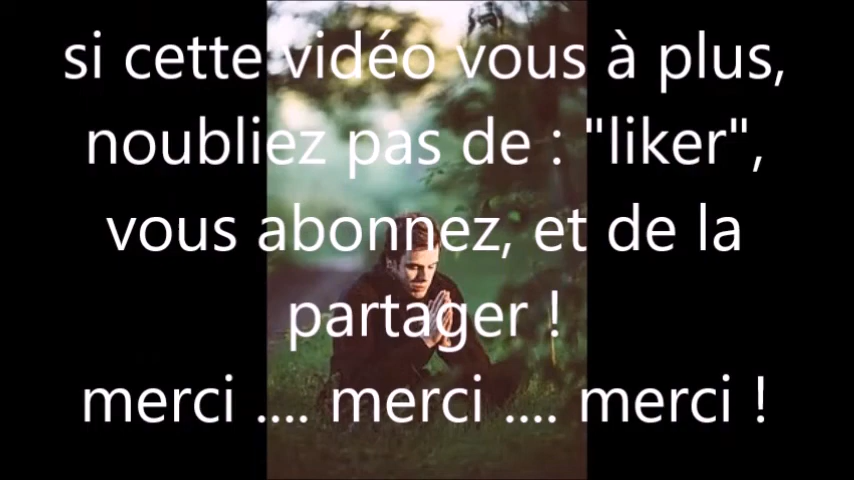 si cette vidéo vous à plus,
noubliez pas de : "liker",
vous abonnez, et de la
partager !
merci .... merci .... merci !